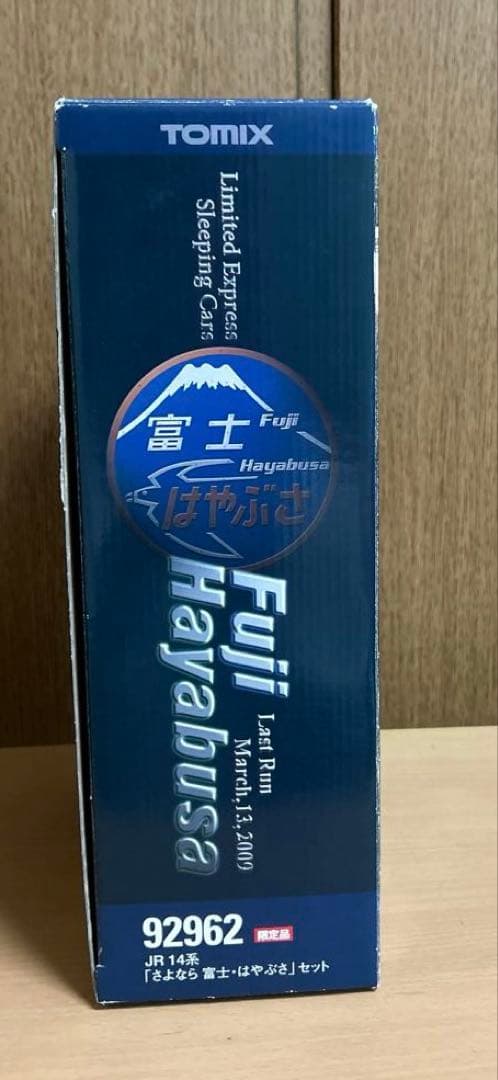 TOMIX
Limited Express
Sleeping Cars
富士 Fuji
Hayabusa
はやぶさ
Fuji
Hayabusa
Last Run
March,13,2009
92962 限定品
JR 14系
「さよなら 富士・はやぶさ」セット